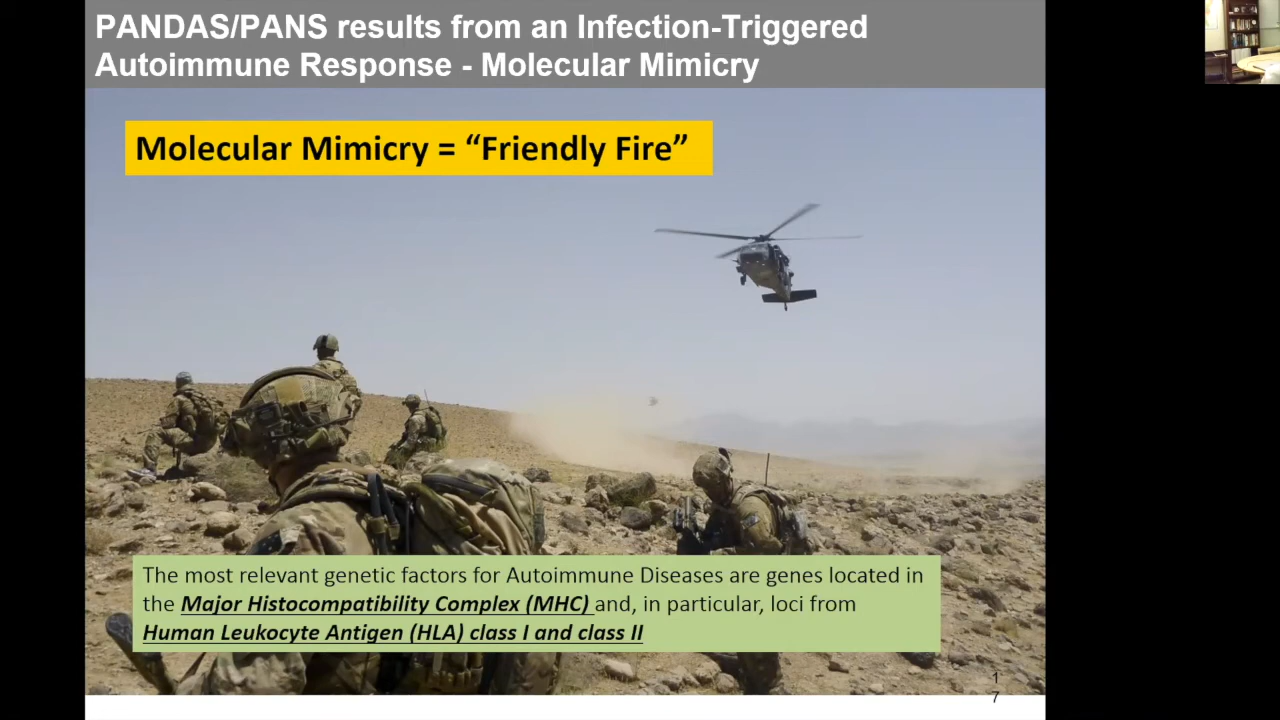 PANDAS/PANS results from an Infection-Triggered
Autoimmune Response - Molecular Mimicry
Molecular Mimicry = “Friendly Fire”
The most relevant genetic factors for Autoimmune Diseases are genes located in
the Major Histocompatibility Complex (MHC) and, in particular, loci from
Human Leukocyte Antigen (HLA) class I and class II
1
7